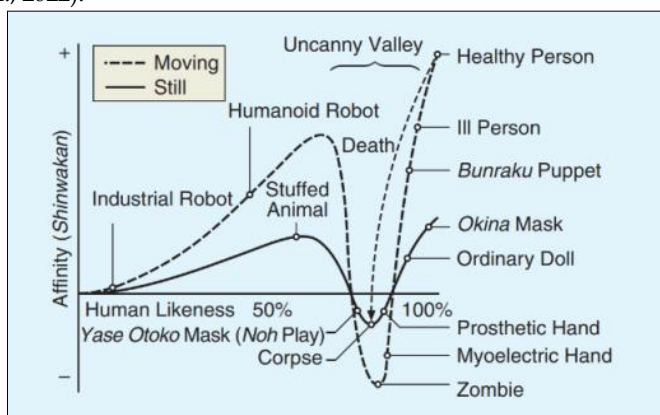 +
Uncanny Valley
Moving
Still
Healthy Person
Humanoid Robot
Ill Person
Death
Bunraku Puppet
Industrial Robot
Stuffed
Animal
Okina Mask
Affinity (Shinwakan)
Ordinary Doll
Human Likeness 50% 100%
Yase Otoko Mask (Noh Play)
Prosthetic Hand
Corpse
Myoelectric Hand
–
Zombie